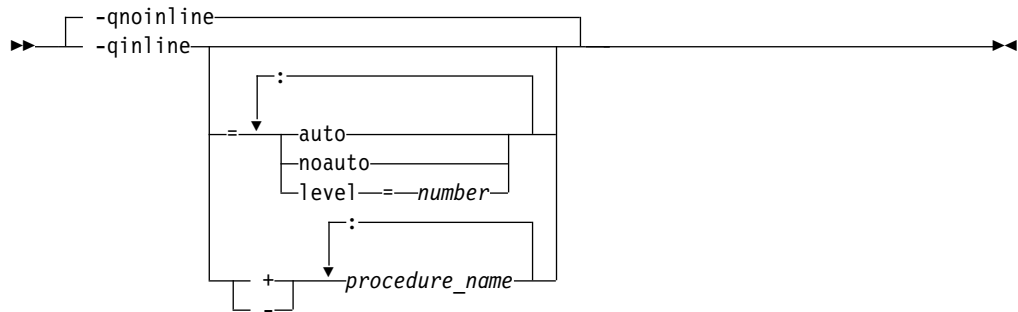 -qnoinline
-qinline
:
= auto
noauto
level = number
:
+ procedure_name
-